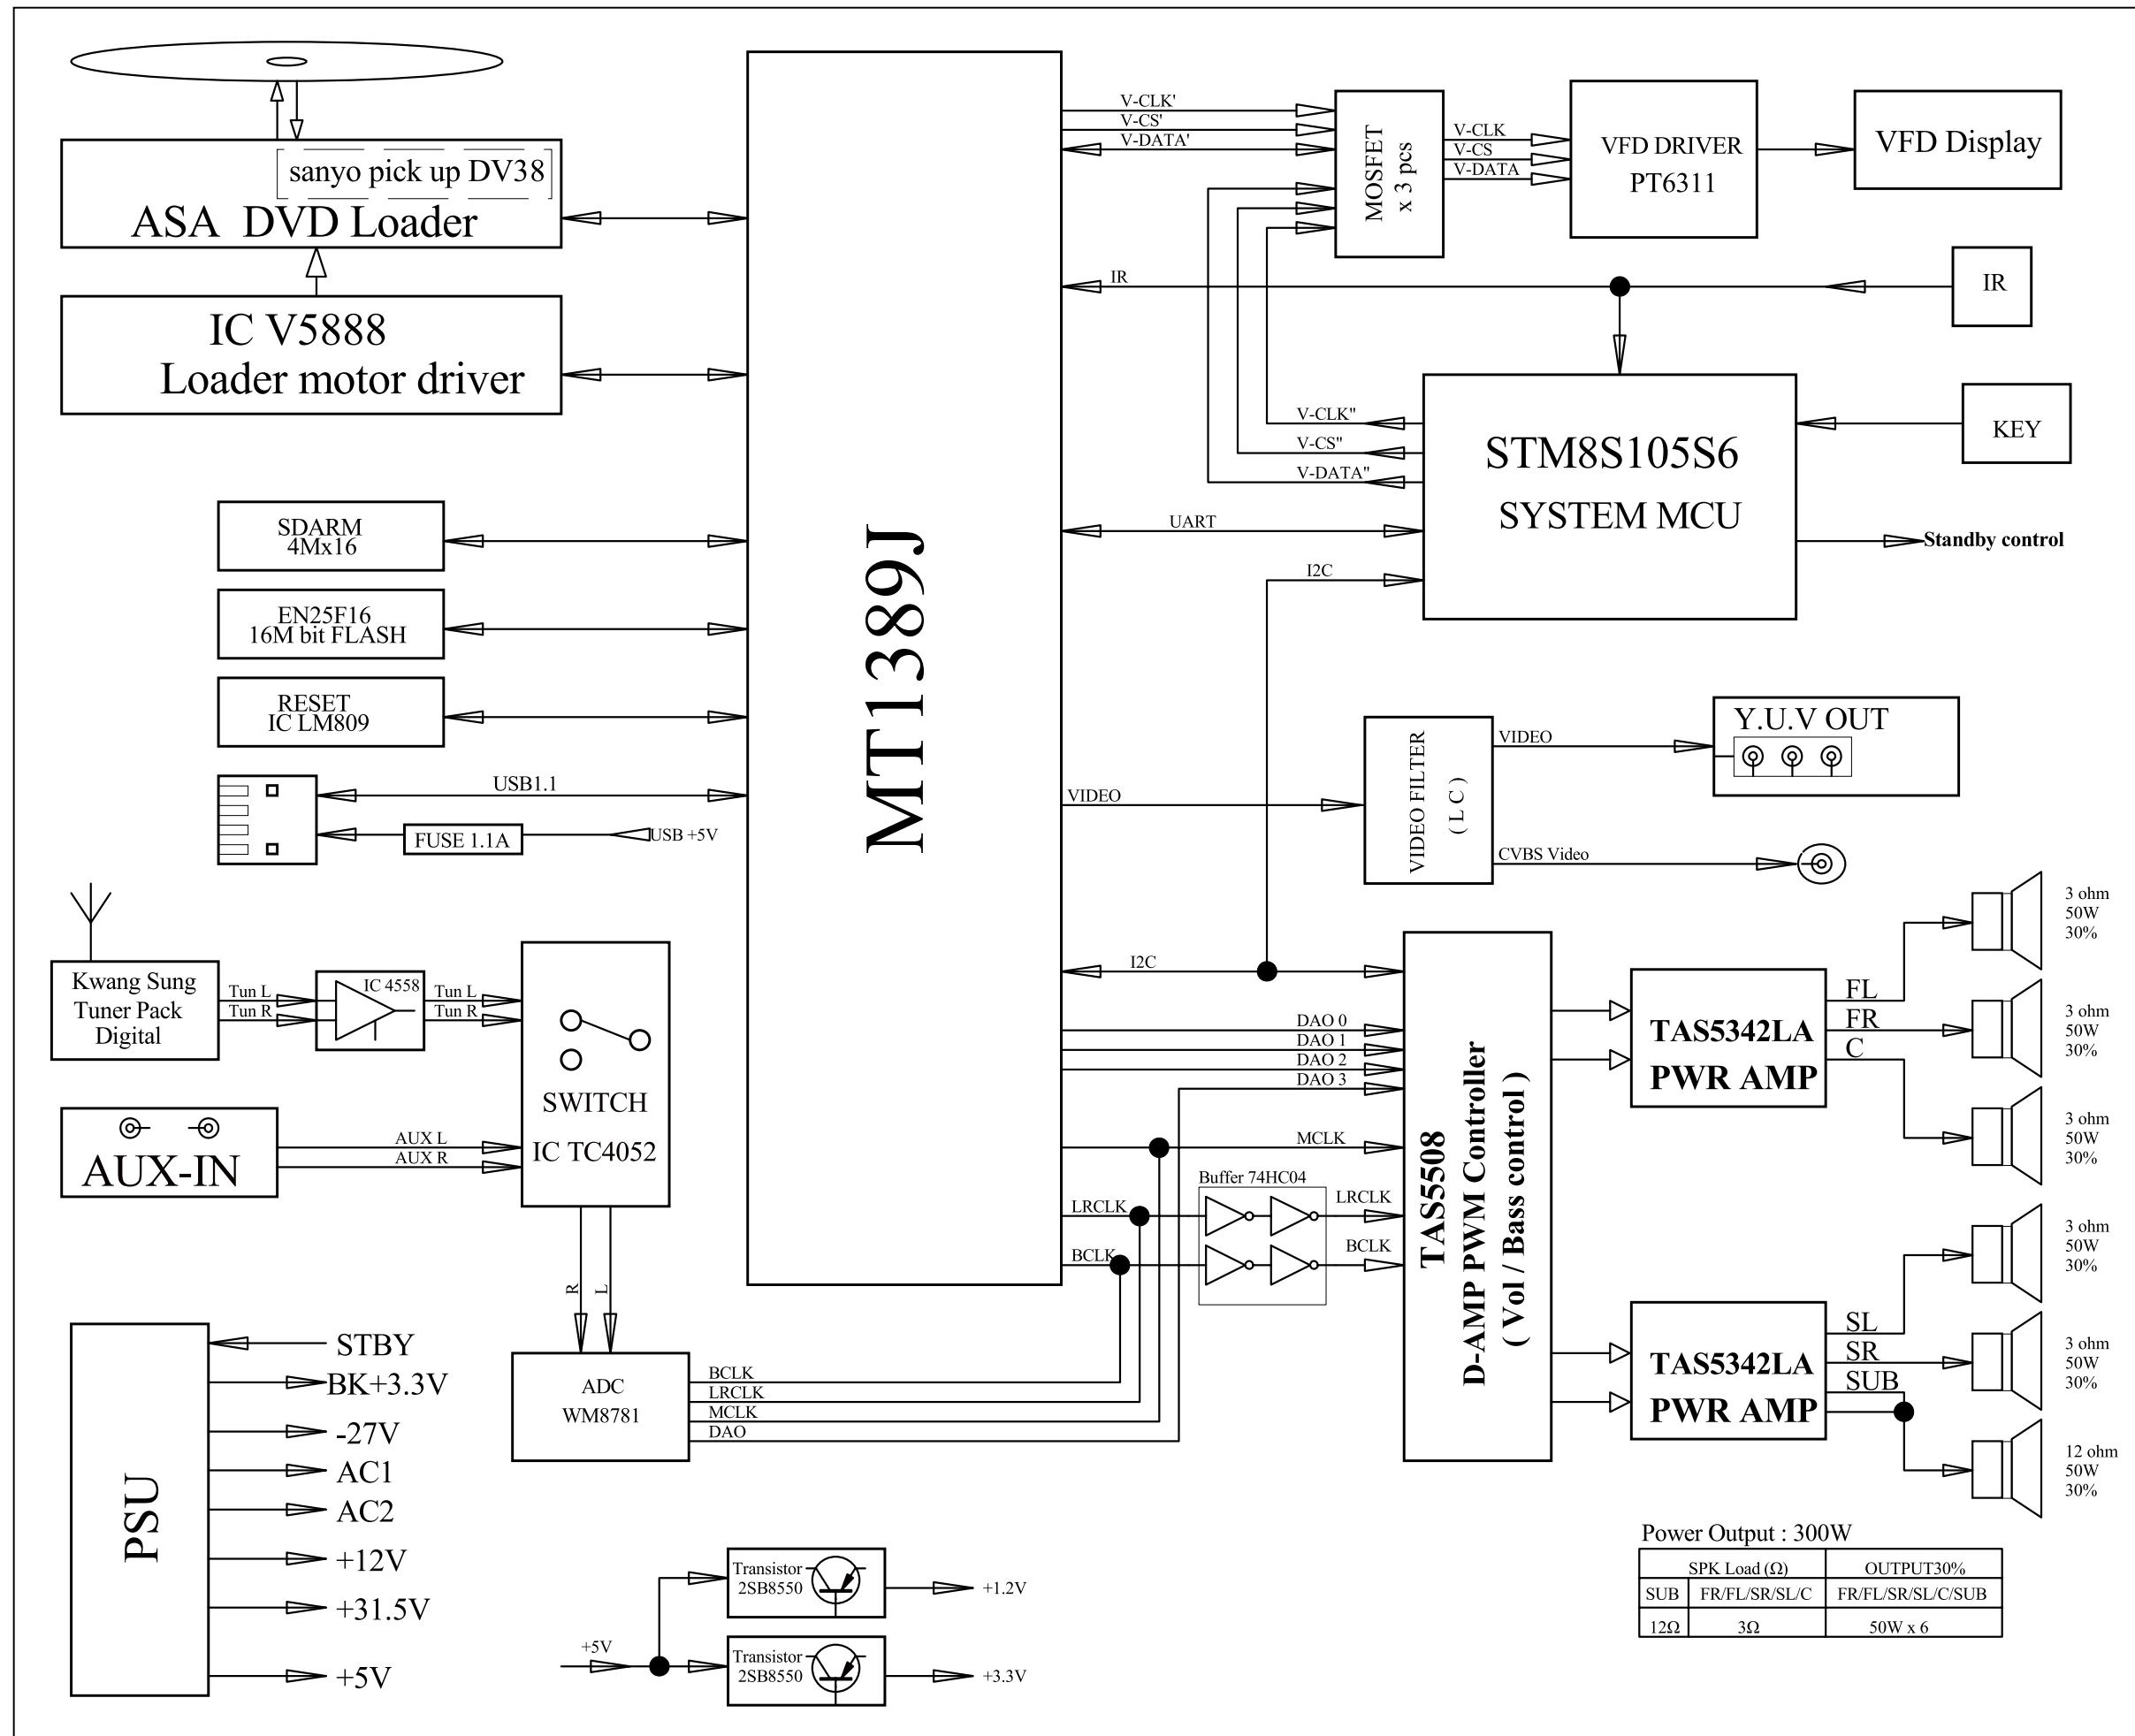 sanyo pick up DV38
ASA DVD Loader
IC V5888
Loader motor driver
SDARM
4Mx16
EN25F16
16M bit FLASH
RESET
IC LM809
USB1.1
FUSE 1.1A
USB +5V
Kwang Sung
Tuner Pack
Digital
Tun L
Tun R
IC 4558
Tun L
Tun R
SWITCH
IC TC4052
AUX-IN
AUX L
AUX R
R
L
ADC
WM8781
BCLK
LRCLK
MCLK
DAO
PSU
STBY
BK+3.3V
-27V
AC1
AC2
+12V
+31.5V
+5V
+5V
Transistor
2SB8550
+1.2V
Transistor
2SB8550
+3.3V
MT1389J
V-CLK'
V-CS'
V-DATA'
MOSFET
x 3 pcs
V-CLK
V-CS
V-DATA
VFD DRIVER
PT6311
VFD Display
IR
IR
V-CLK"
V-CS"
V-DATA"
UART
I2C
STM8S105S6
SYSTEM MCU
KEY
Standby control
VIDEO
VIDEO FILTER
( L C )
VIDEO
Y.U.V OUT
CVBS Video
I2C
DAO 0
DAO 1
DAO 2
DAO 3
MCLK
Buffer 74HC04
LRCLK
LRCLK
BCLK
BCLK
TAS5508
D-AMP PWM Controller
( Vol / Bass control )
TAS5342LA
PWR AMP
FL
FR
C
TAS5342LA
PWR AMP
SL
SR
SUB
3 ohm
50W
30%
3 ohm
50W
30%
3 ohm
50W
30%
3 ohm
50W
30%
3 ohm
50W
30%
12 ohm
50W
30%
Power Output : 300W
SPK Load (Ω) OUTPUT30%
SUB FR/FL/SR/SL/C FR/FL/SR/SL/C/SUB
12Ω 3Ω 50W x 6